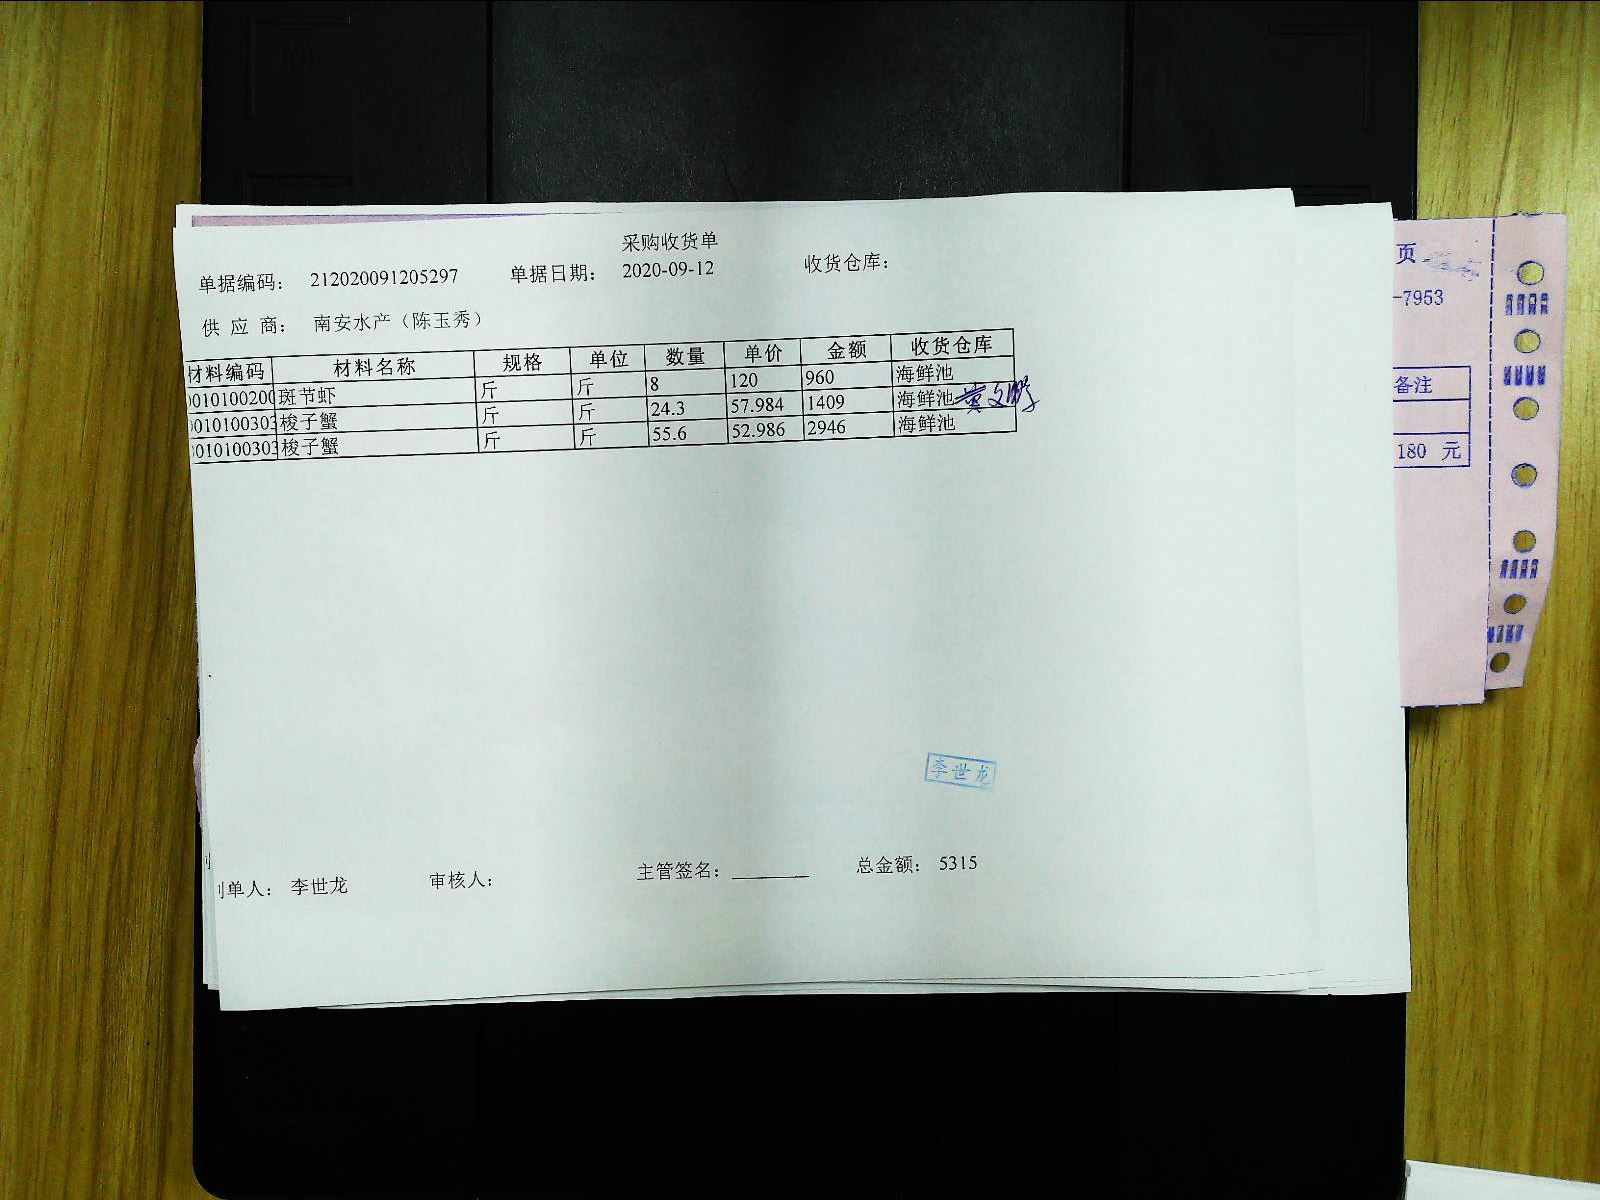 采购收货单
单据编码： 212020091205297 单据日期： 2020-09-12 收货仓库：
供 应 商： 南安水产（陈玉秀）
材料编码 材料名称 规格 单位 数量 单价 金额 收货仓库
010100200 斑节虾 斤 斤 8 120 960 海鲜池
010100303 梭子蟹 斤 斤 24.3 57.984 1409 海鲜池
010100303 梭子蟹 斤 斤 55.6 52.986 2946 海鲜池
李世龙
制单人： 李世龙 审核人： 主管签名： 总金额： 5315
页
-7953
备注
180 元